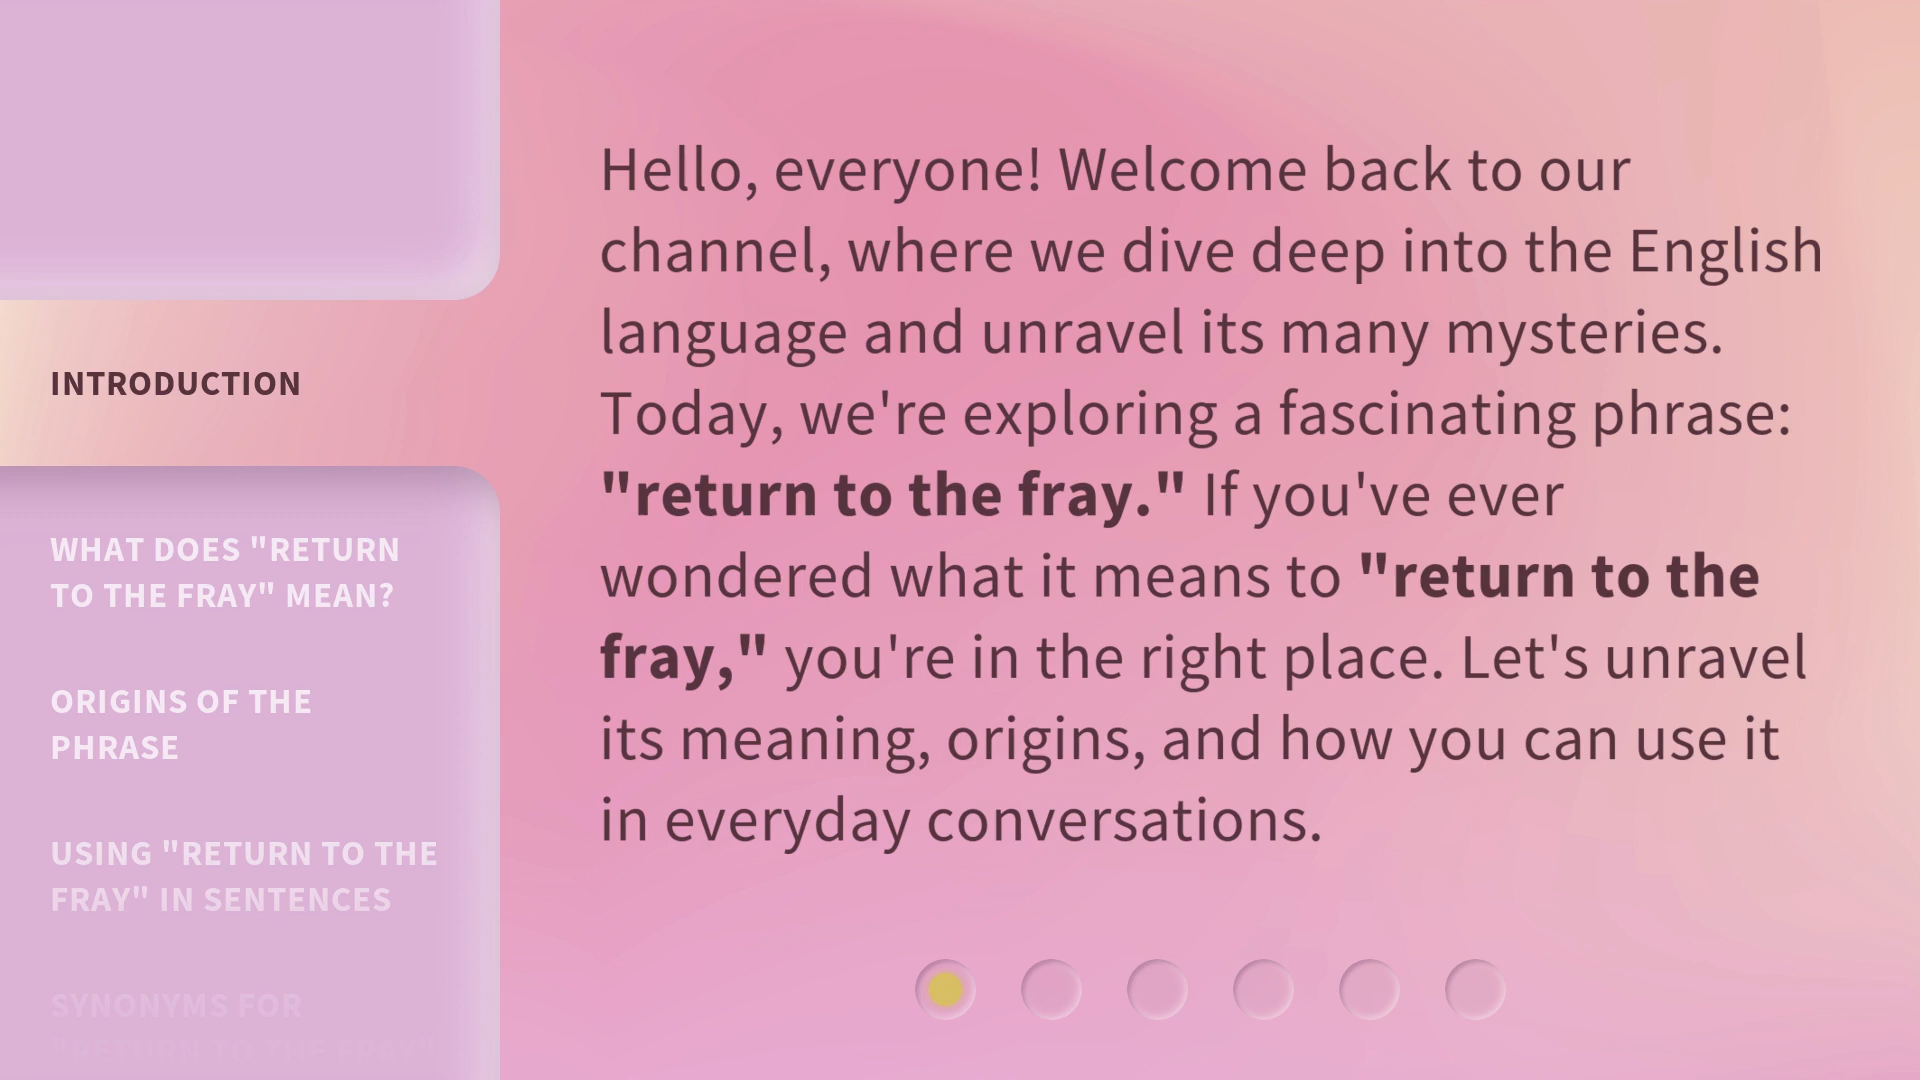 INTRODUCTION
WHAT DOES "RETURN
TO THE FRAY" MEAN?
ORIGINS OF THE
PHRASE
USING "RETURN TO THE
FRAY" IN SENTENCES
SYNONYMS FOR
"RETURN TO THE FRAY"
Hello, everyone! Welcome back to our
channel, where we dive deep into the English
language and unravel its many mysteries.
Today, we're exploring a fascinating phrase:
"return to the fray." If you've ever
wondered what it means to "return to the
fray," you're in the right place. Let's unravel
its meaning, origins, and how you can use it
in everyday conversations.